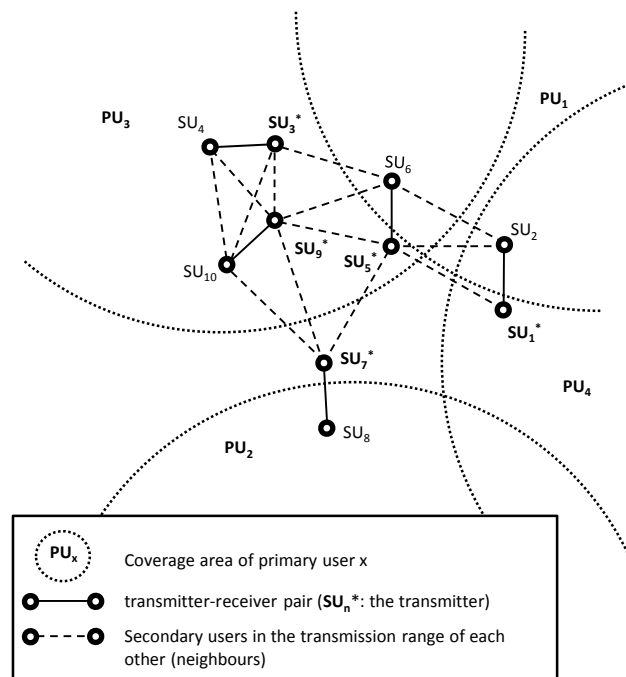 PU₁
PU₃
SU₄
SU₃*
SU₆
SU₂
SU₉*
SU₅*
SU₁₀
SU₁*
SU₇*
PU₄
SU₈
PU₂
PUₓ
Coverage area of primary user x
transmitter-receiver pair (SUₙ*: the transmitter)
Secondary users in the transmission range of each
other (neighbours)